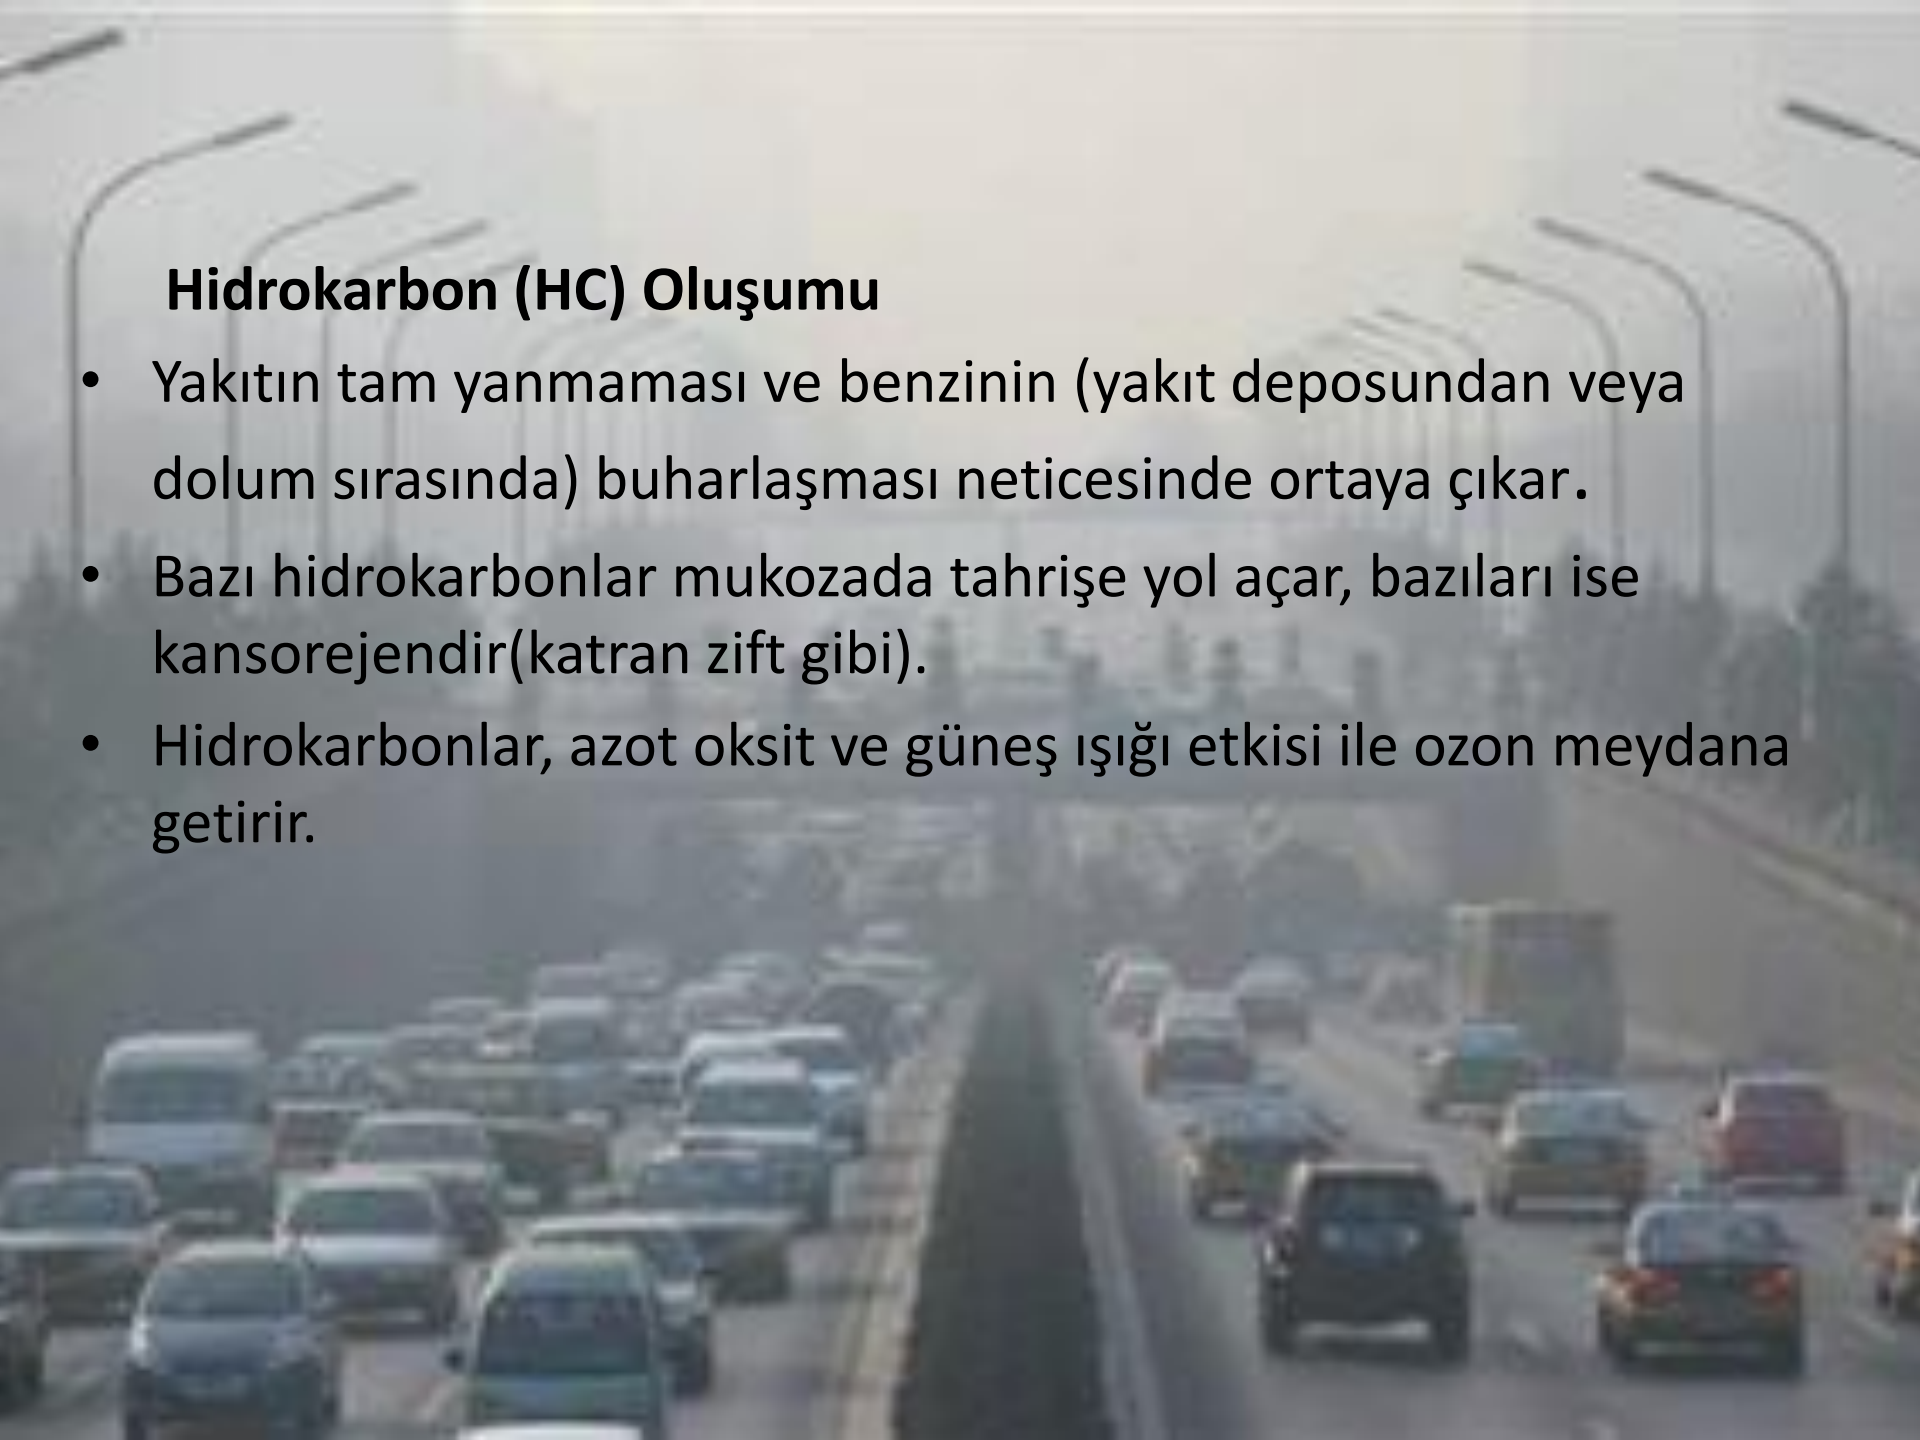 Hidrokarbon (HC) Oluşumu
• Yakıtın tam yanmaması ve benzinin (yakıt deposundan veya
dolum sırasında) buharlaşması neticesinde ortaya çıkar.
• Bazı hidrokarbonlar mukozada tahrişe yol açar, bazıları ise
kansorejendir(katran zift gibi).
• Hidrokarbonlar, azot oksit ve güneş ışığı etkisi ile ozon meydana
getirir.